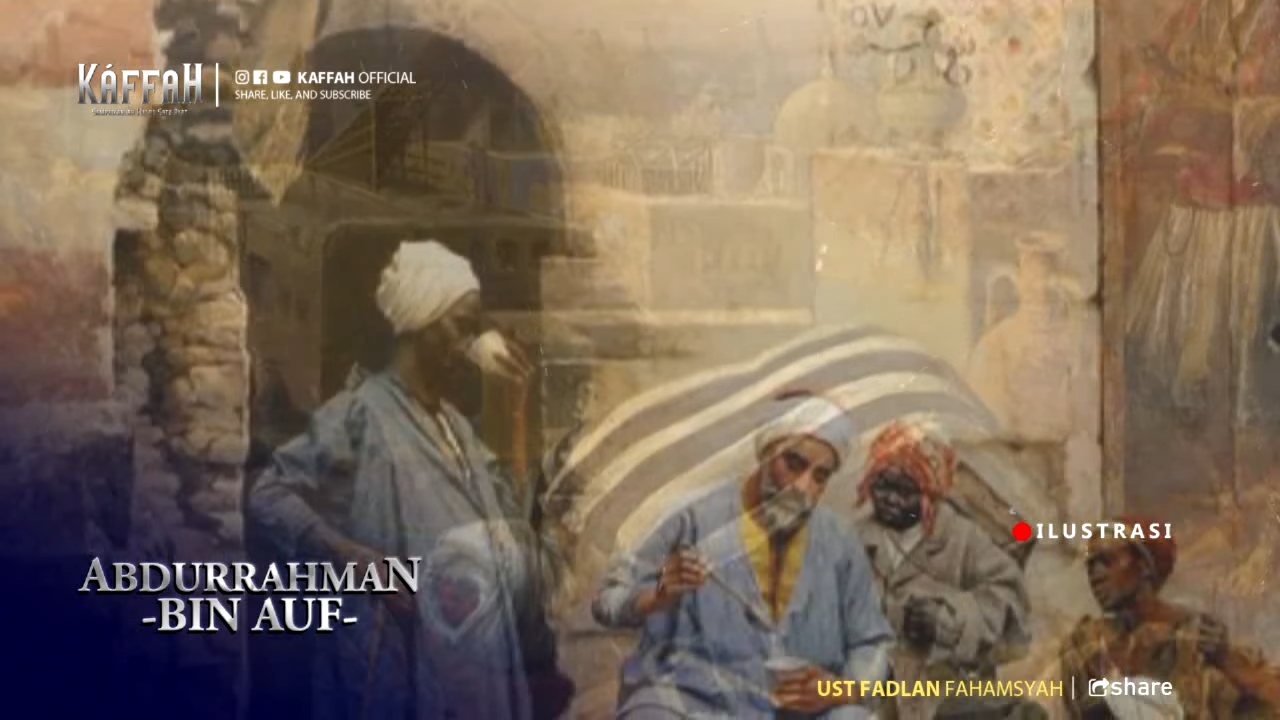 KÁFFAH
KAFFAH OFFICIAL
SHARE, LIKE, AND SUBSCRIBE
ILUSTRASI
ABDURRAHMAN
-BIN AUF-
UST FADLAN FAHAMSYAH
share